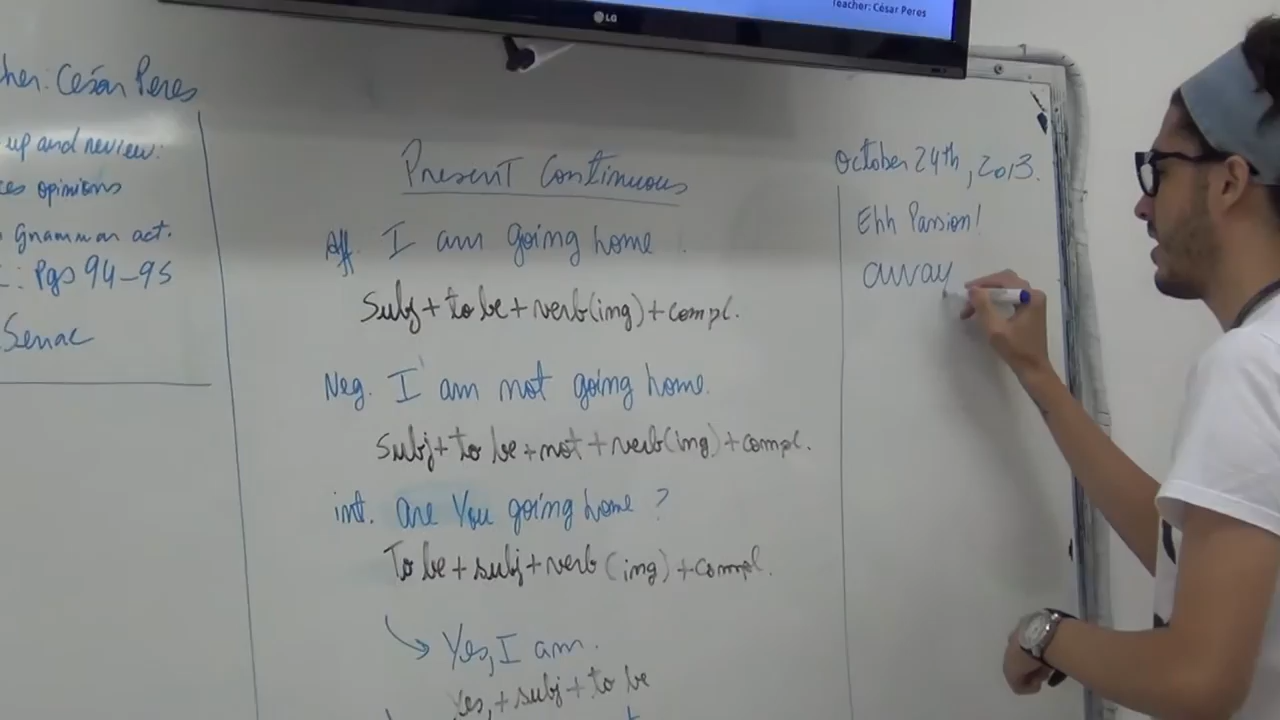 Teacher: César Peres
LG
her: César Peres
up and review:
ces opinions
Grammar act.
: Pgs 94-95
Senac
Present Continuous
Aff. I am going home.
Subj + to be + verb(ing) + compl.
Neg. I am not going home.
Subj + to be + not + verb(ing) + compl.
int. are You going home?
To be + subj + verb (ing) + compl.
Yes, I am.
Yes, + subj + to be
October 24th, 2013.
Ehh Passion!
away